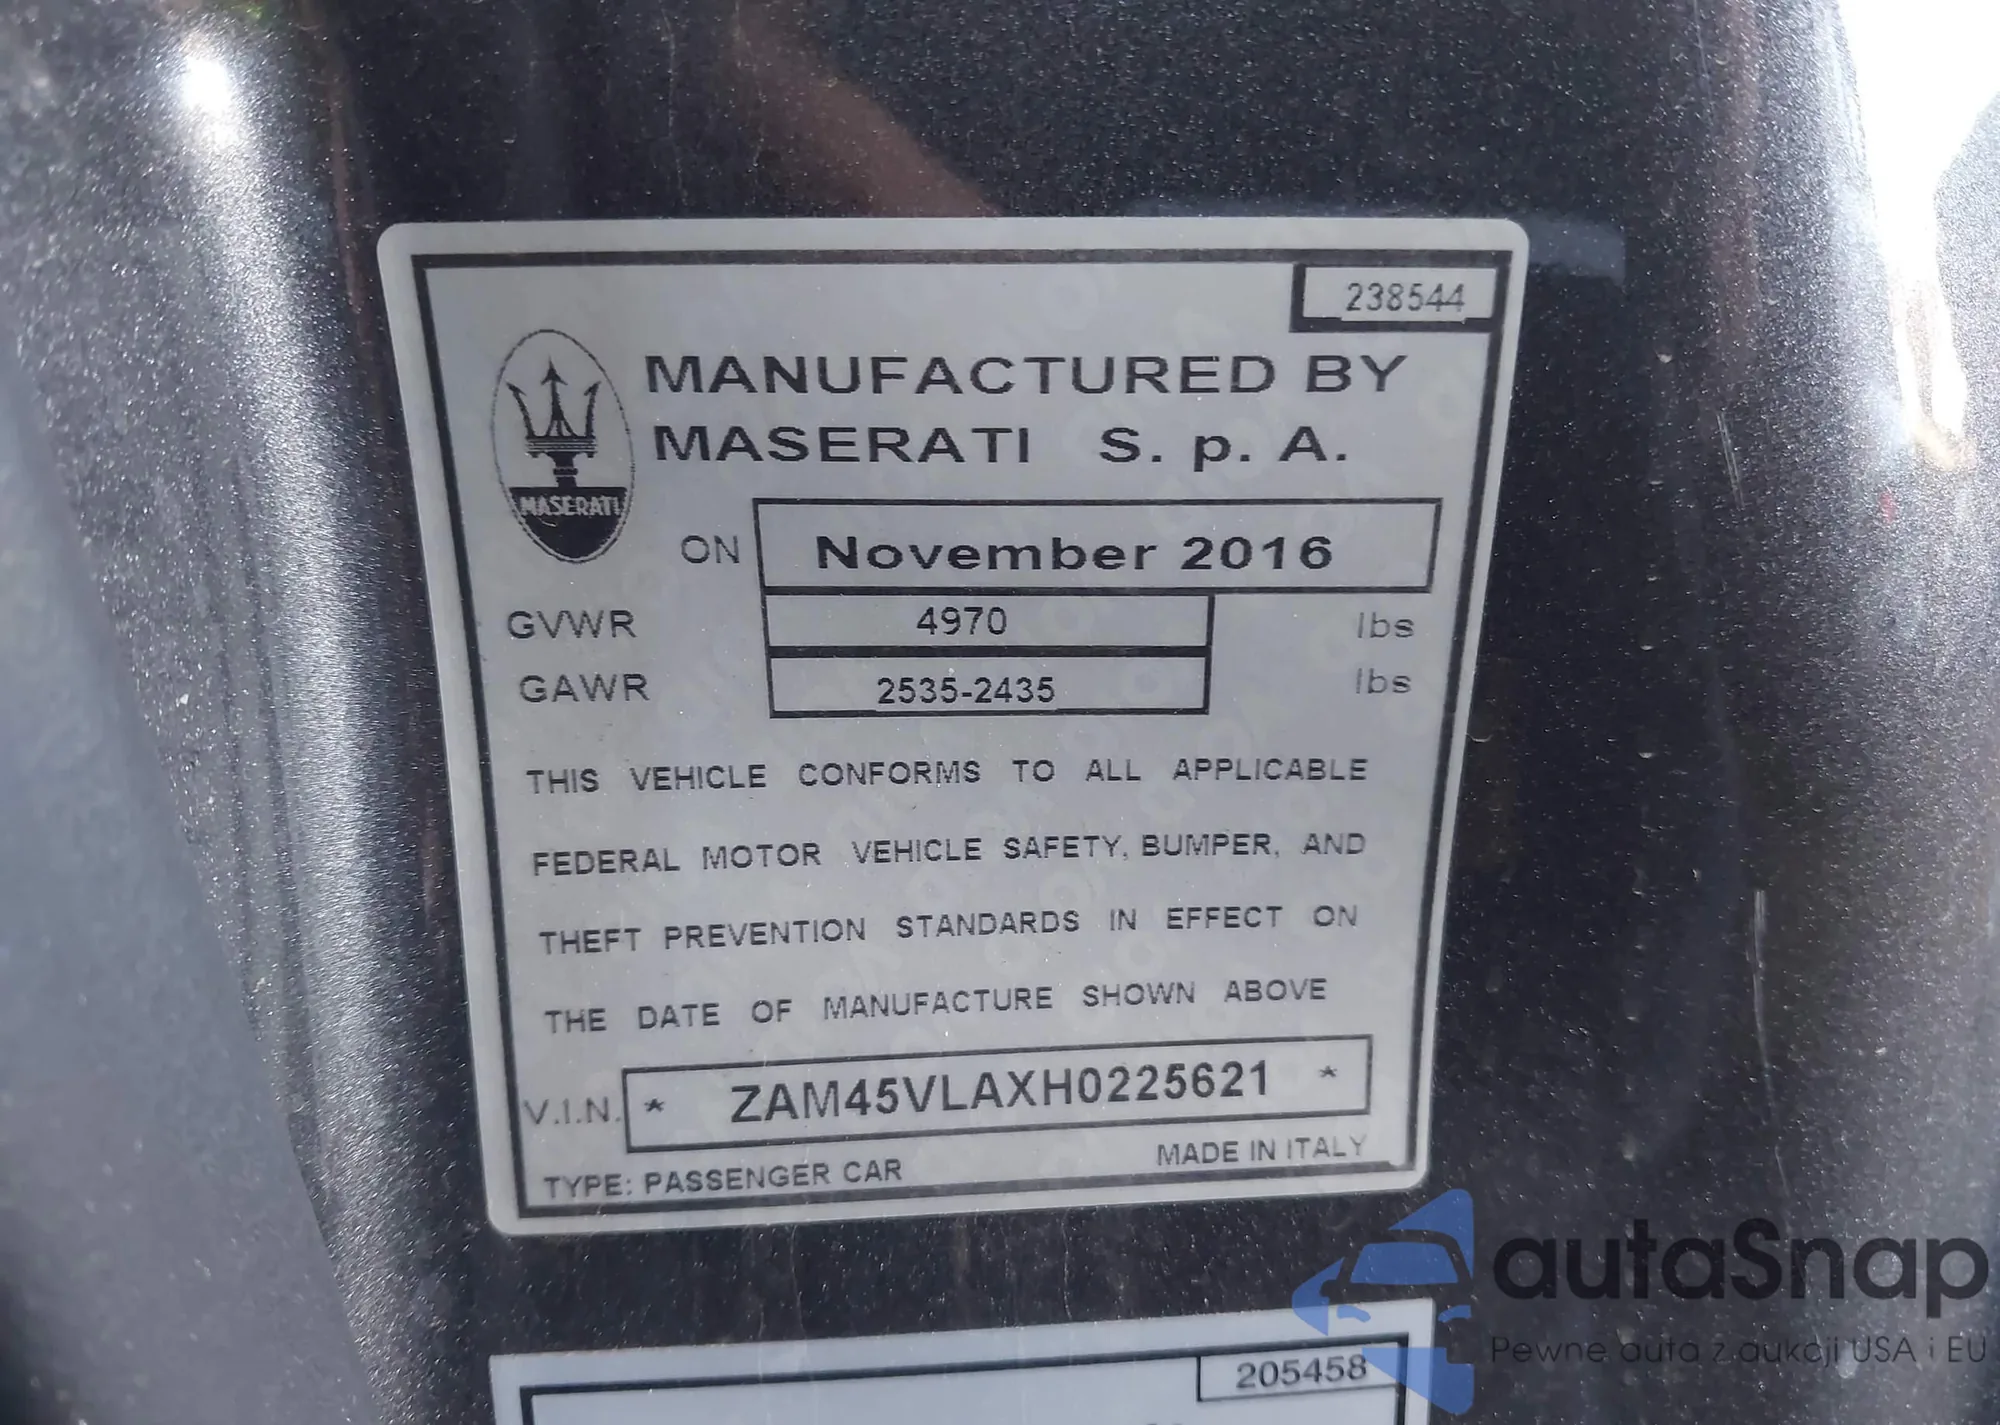 238544
MANUFACTURED BY
MASERATI S. p. A.
MASERATI
ON November 2016
GVWR 4970 lbs
GAWR 2535-2435 lbs
THIS VEHICLE CONFORMS TO ALL APPLICABLE
FEDERAL MOTOR VEHICLE SAFETY, BUMPER, AND
THEFT PREVENTION STANDARDS IN EFFECT ON
THE DATE OF MANUFACTURE SHOWN ABOVE
V.I.N. * ZAM45VLAXH0225621 *
TYPE: PASSENGER CAR MADE IN ITALY
205458
autaSnap
Pewne auta z aukcji USA i EU